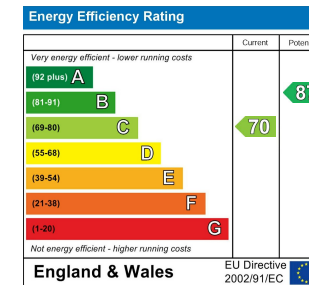 Energy Efficiency Rating
Current Poten
Very energy efficient - lower running costs
(92 plus) A
(81-91) B
(69-80) C
(55-68) D
(39-54) E
(21-38) F
(1-20) G
70
Not energy efficient - higher running costs
England & Wales
EU Directive
2002/91/EC